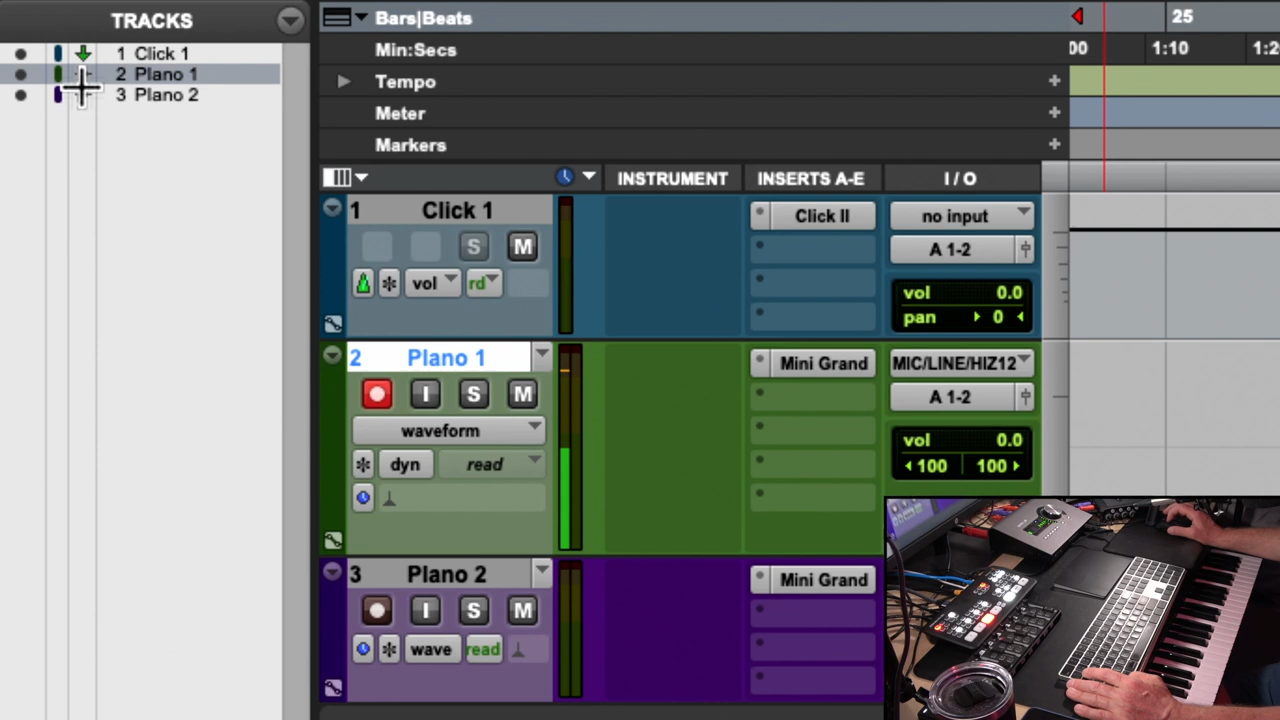 TRACKS
1 Click 1
2 Plano 1
3 Plano 2
Bars|Beats
25
Min:Secs
00
1:10
1:20
Tempo
Meter
Markers
INSTRUMENT
INSERTS A-E
I / O
1 Click 1
S M
vol rd
Click II
no input
A 1-2
vol 0.0
pan 0
2 Plano 1
I S M
waveform
dyn read
Mini Grand
MIC/LINE/HIZ12
A 1-2
vol 0.0
100 100
3 Plano 2
I S M
wave read
Mini Grand